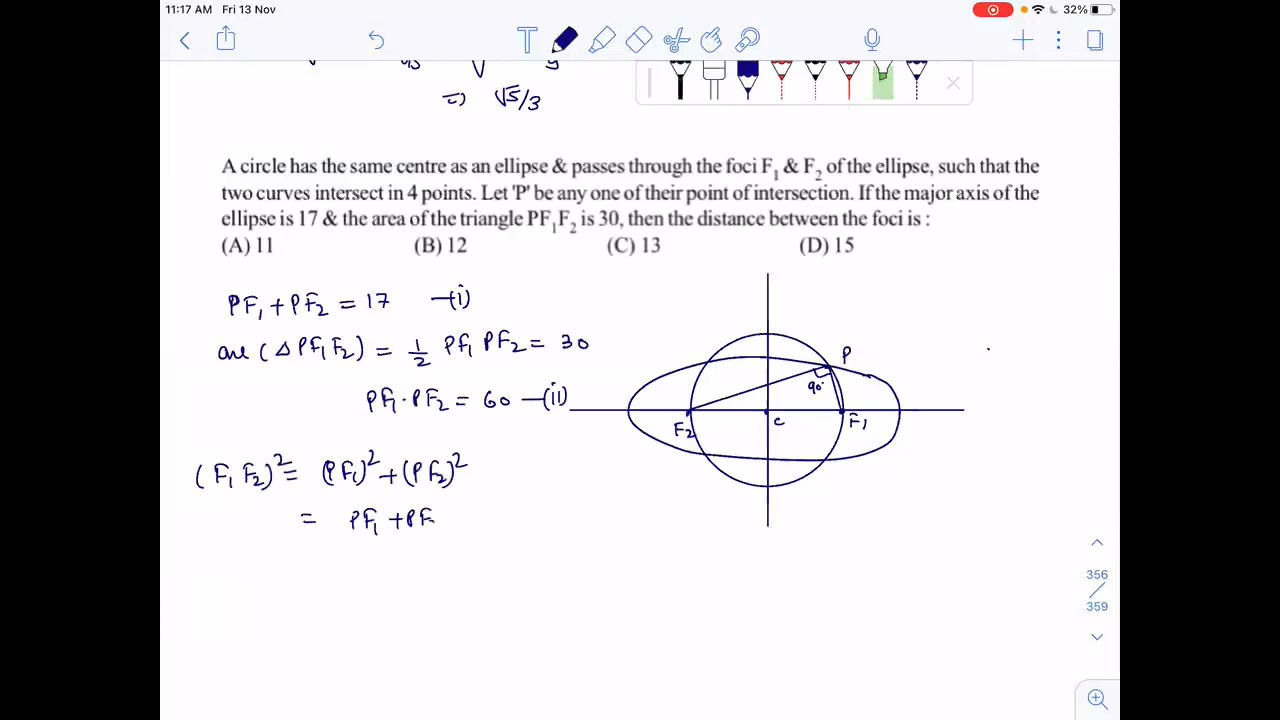 11:17 AM Fri 13 Nov
32%
T
=) √5/3
A circle has the same centre as an ellipse & passes through the foci F₁ & F₂ of the ellipse, such that the
two curves intersect in 4 points. Let 'P' be any one of their point of intersection. If the major axis of the
ellipse is 17 & the area of the triangle PF₁F₂ is 30, then the distance between the foci is :
(A) 11 (B) 12 (C) 13 (D) 15
PF₁ + PF₂ = 17 —(i)
are (△ PF₁F₂) = 1/2 PF₁ PF₂ = 30
PF₁ · PF₂ = 60 —(ii)
(F₁ F₂)² = (PF₁)² + (PF₂)²
= PF₁ + PF
P
90°
F₂
C
F₁
356
359